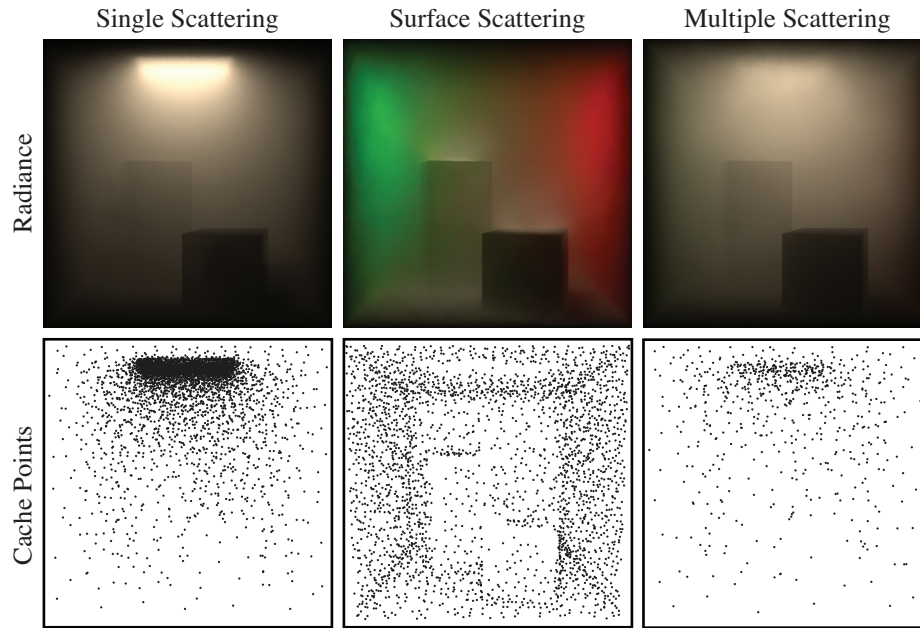 Single Scattering
Surface Scattering
Multiple Scattering
Radiance
Cache Points